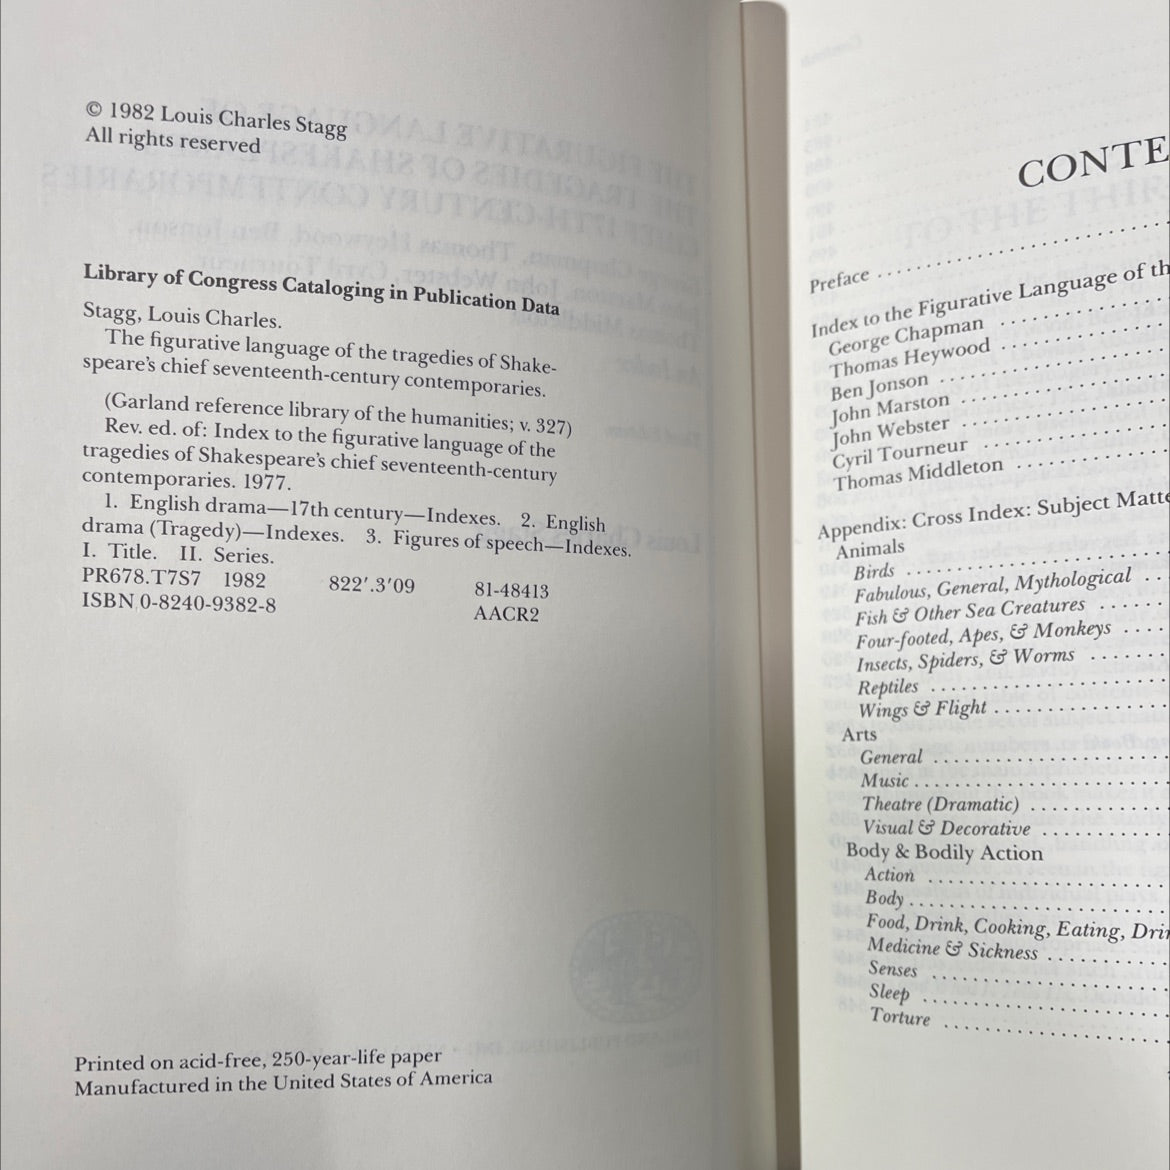 © 1982 Louis Charles Stagg
All rights reserved
Library of Congress Cataloging in Publication Data
Stagg, Louis Charles.
The figurative language of the tragedies of Shake-
speare's chief seventeenth-century contemporaries.
(Garland reference library of the humanities; v. 327)
Rev. ed. of: Index to the figurative language of the
tragedies of Shakespeare's chief seventeenth-century
contemporaries. 1977.
1. English drama—17th century—Indexes. 2. English
drama (Tragedy)—Indexes. 3. Figures of speech—Indexes.
I. Title. II. Series.
PR678.T7S7 1982 822′.3′09 81-48413
ISBN 0-8240-9382-8 AACR2
Printed on acid-free, 250-year-life paper
Manufactured in the United States of America
CONTE
Preface
Index to the Figurative Language of th
George Chapman
Thomas Heywood
Ben Jonson
John Marston
John Webster
Cyril Tourneur
Thomas Middleton
Appendix: Cross Index: Subject Matte
Animals
Birds
Fabulous, General, Mythological
Fish & Other Sea Creatures
Four-footed, Apes, & Monkeys
Insects, Spiders, & Worms
Reptiles
Wings & Flight
Arts
General
Music
Theatre (Dramatic)
Visual & Decorative
Body & Bodily Action
Action
Body
Food, Drink, Cooking, Eating, Drin
Medicine & Sickness
Senses
Sleep
Torture